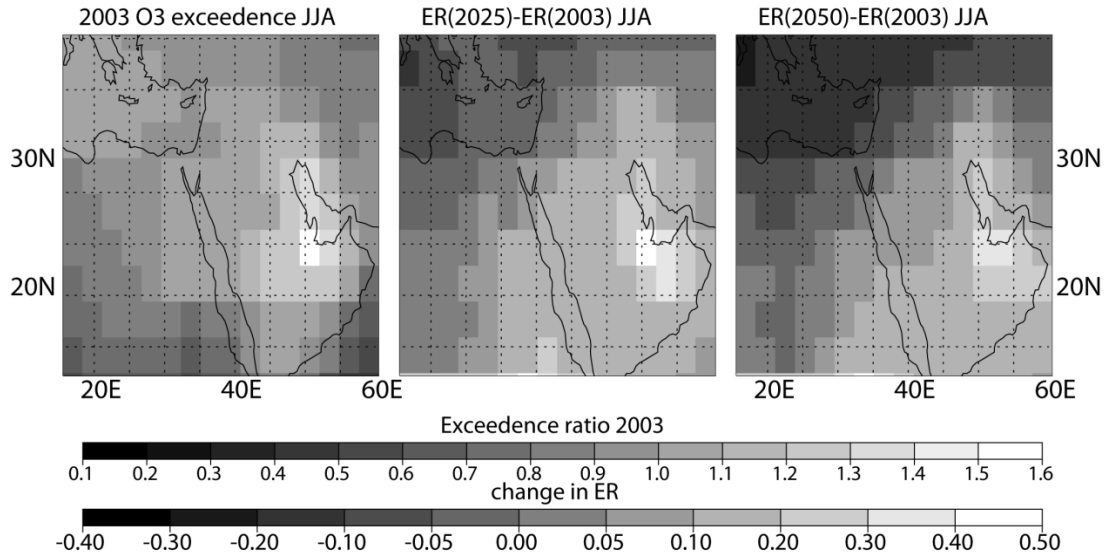 2003 O3 exceedence JJA ER(2025)-ER(2003) JJA ER(2050)-ER(2003) JJA
30N 30N
20N 20N
20E 40E 60E 20E 40E 60E
Exceedence ratio 2003
0.1 0.2 0.3 0.4 0.5 0.6 0.7 0.8 0.9 1.0 1.1 1.2 1.3 1.4 1.5 1.6
change in ER
-0.40 -0.30 -0.20 -0.10 -0.05 0.00 0.05 0.10 0.20 0.30 0.40 0.50